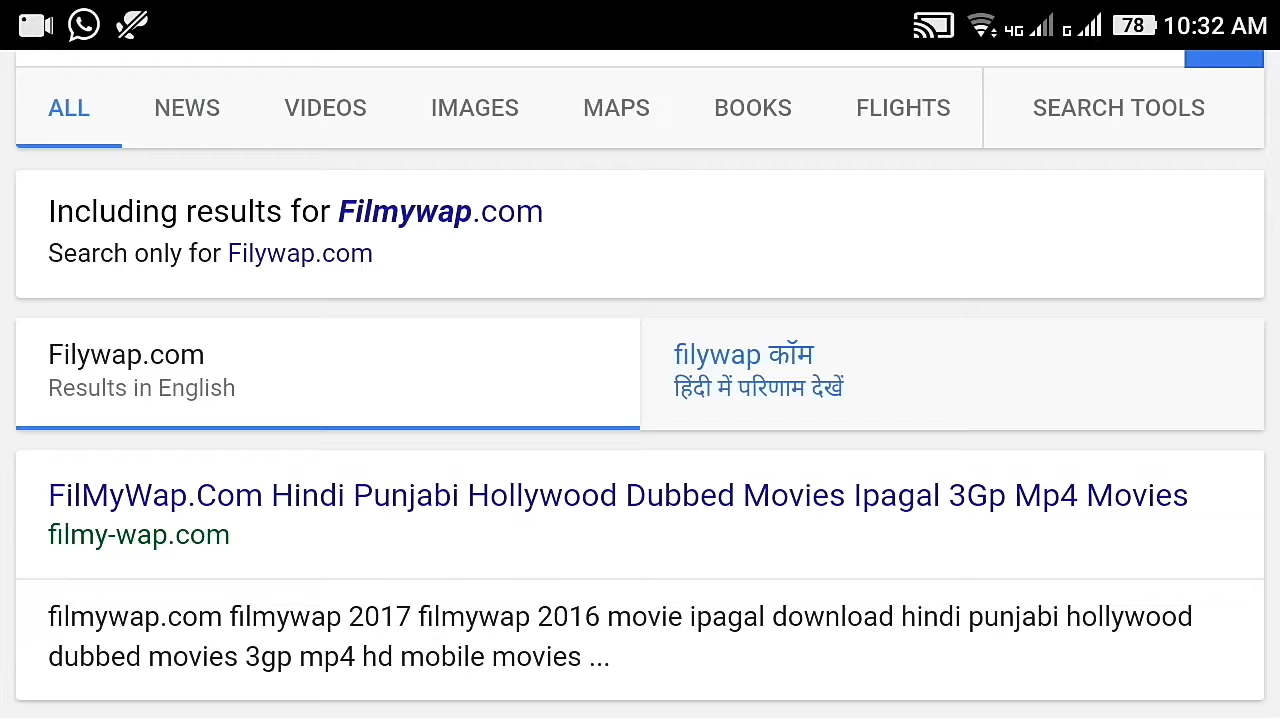 4G G 78 10:32 AM
ALL NEWS VIDEOS IMAGES MAPS BOOKS FLIGHTS SEARCH TOOLS
Including results for Filmywap.com
Search only for Filywap.com
Filywap.com
Results in English
filywap कॉम
हिंदी में परिणाम देखें
FilMyWap.Com Hindi Punjabi Hollywood Dubbed Movies Ipagal 3Gp Mp4 Movies
filmy-wap.com
filmywap.com filmywap 2017 filmywap 2016 movie ipagal download hindi punjabi hollywood
dubbed movies 3gp mp4 hd mobile movies ...